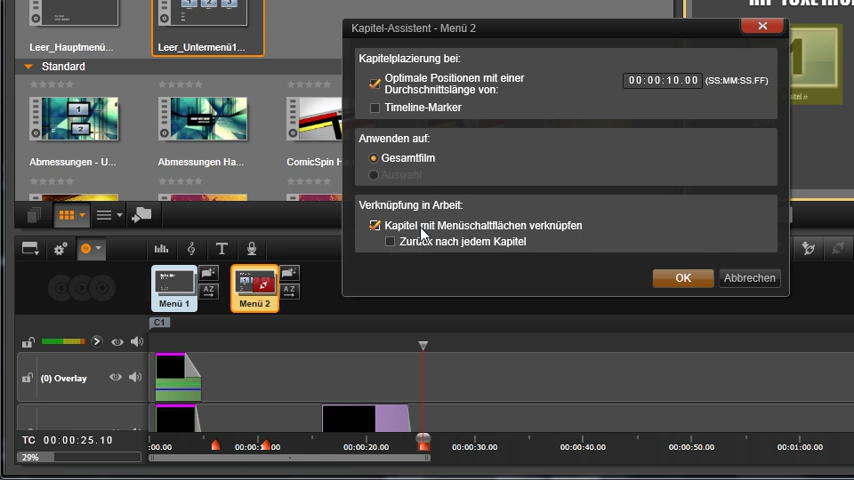 Leer_Hauptmenü...
Leer_Untermenü1...
Standard
Abmessungen - U...
Abmessungen Ha...
ComicSpin H
Kapitel-Assistent - Menü 2
Kapitelplazierung bei:
Optimale Positionen mit einer
Durchschnittslänge von:
00:00:10.00 (SS:MM:SS.FF)
Timeline-Marker
Anwenden auf:
Gesamtfilm
Auswahl
Verknüpfung in Arbeit:
Kapitel mit Menüschaltflächen verknüpfen
Zurück nach jedem Kapitel
OK
Abbrechen
1
2
AZ
AZ
Menü 1
Menü 2
C1
(0) Overlay
TC 00:00:25.10
29%
:00.00
00:00:20.00
00:00:30.00
00:00:40.00
00:00:50.00
00:01:00.00